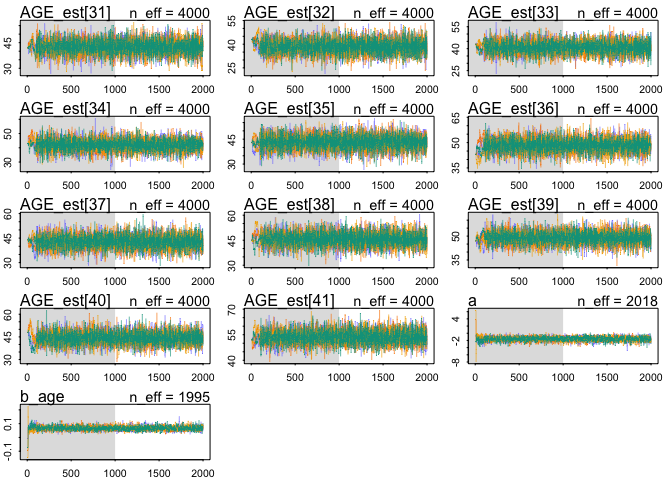 AGE_est[31] n_eff = 4000 AGE_est[32] n_eff = 4000 AGE_est[33] n_eff = 4000
30 45 25 40 55 25 40 55
0 500 1000 1500 2000 0 500 1000 1500 2000 0 500 1000 1500 2000
AGE_est[34] n_eff = 4000 AGE_est[35] n_eff = 4000 AGE_est[36] n_eff = 4000
30 50 30 45 35 50 65
0 500 1000 1500 2000 0 500 1000 1500 2000 0 500 1000 1500 2000
AGE_est[37] n_eff = 4000 AGE_est[38] n_eff = 4000 AGE_est[39] n_eff = 4000
30 45 60 30 45 60 35 50
0 500 1000 1500 2000 0 500 1000 1500 2000 0 500 1000 1500 2000
AGE_est[40] n_eff = 4000 AGE_est[41] n_eff = 4000 a n_eff = 2018
30 45 60 40 55 70 -8 -2 4
0 500 1000 1500 2000 0 500 1000 1500 2000 0 500 1000 1500 2000
b_age n_eff = 1995
-0.1 0.1
0 500 1000 1500 2000